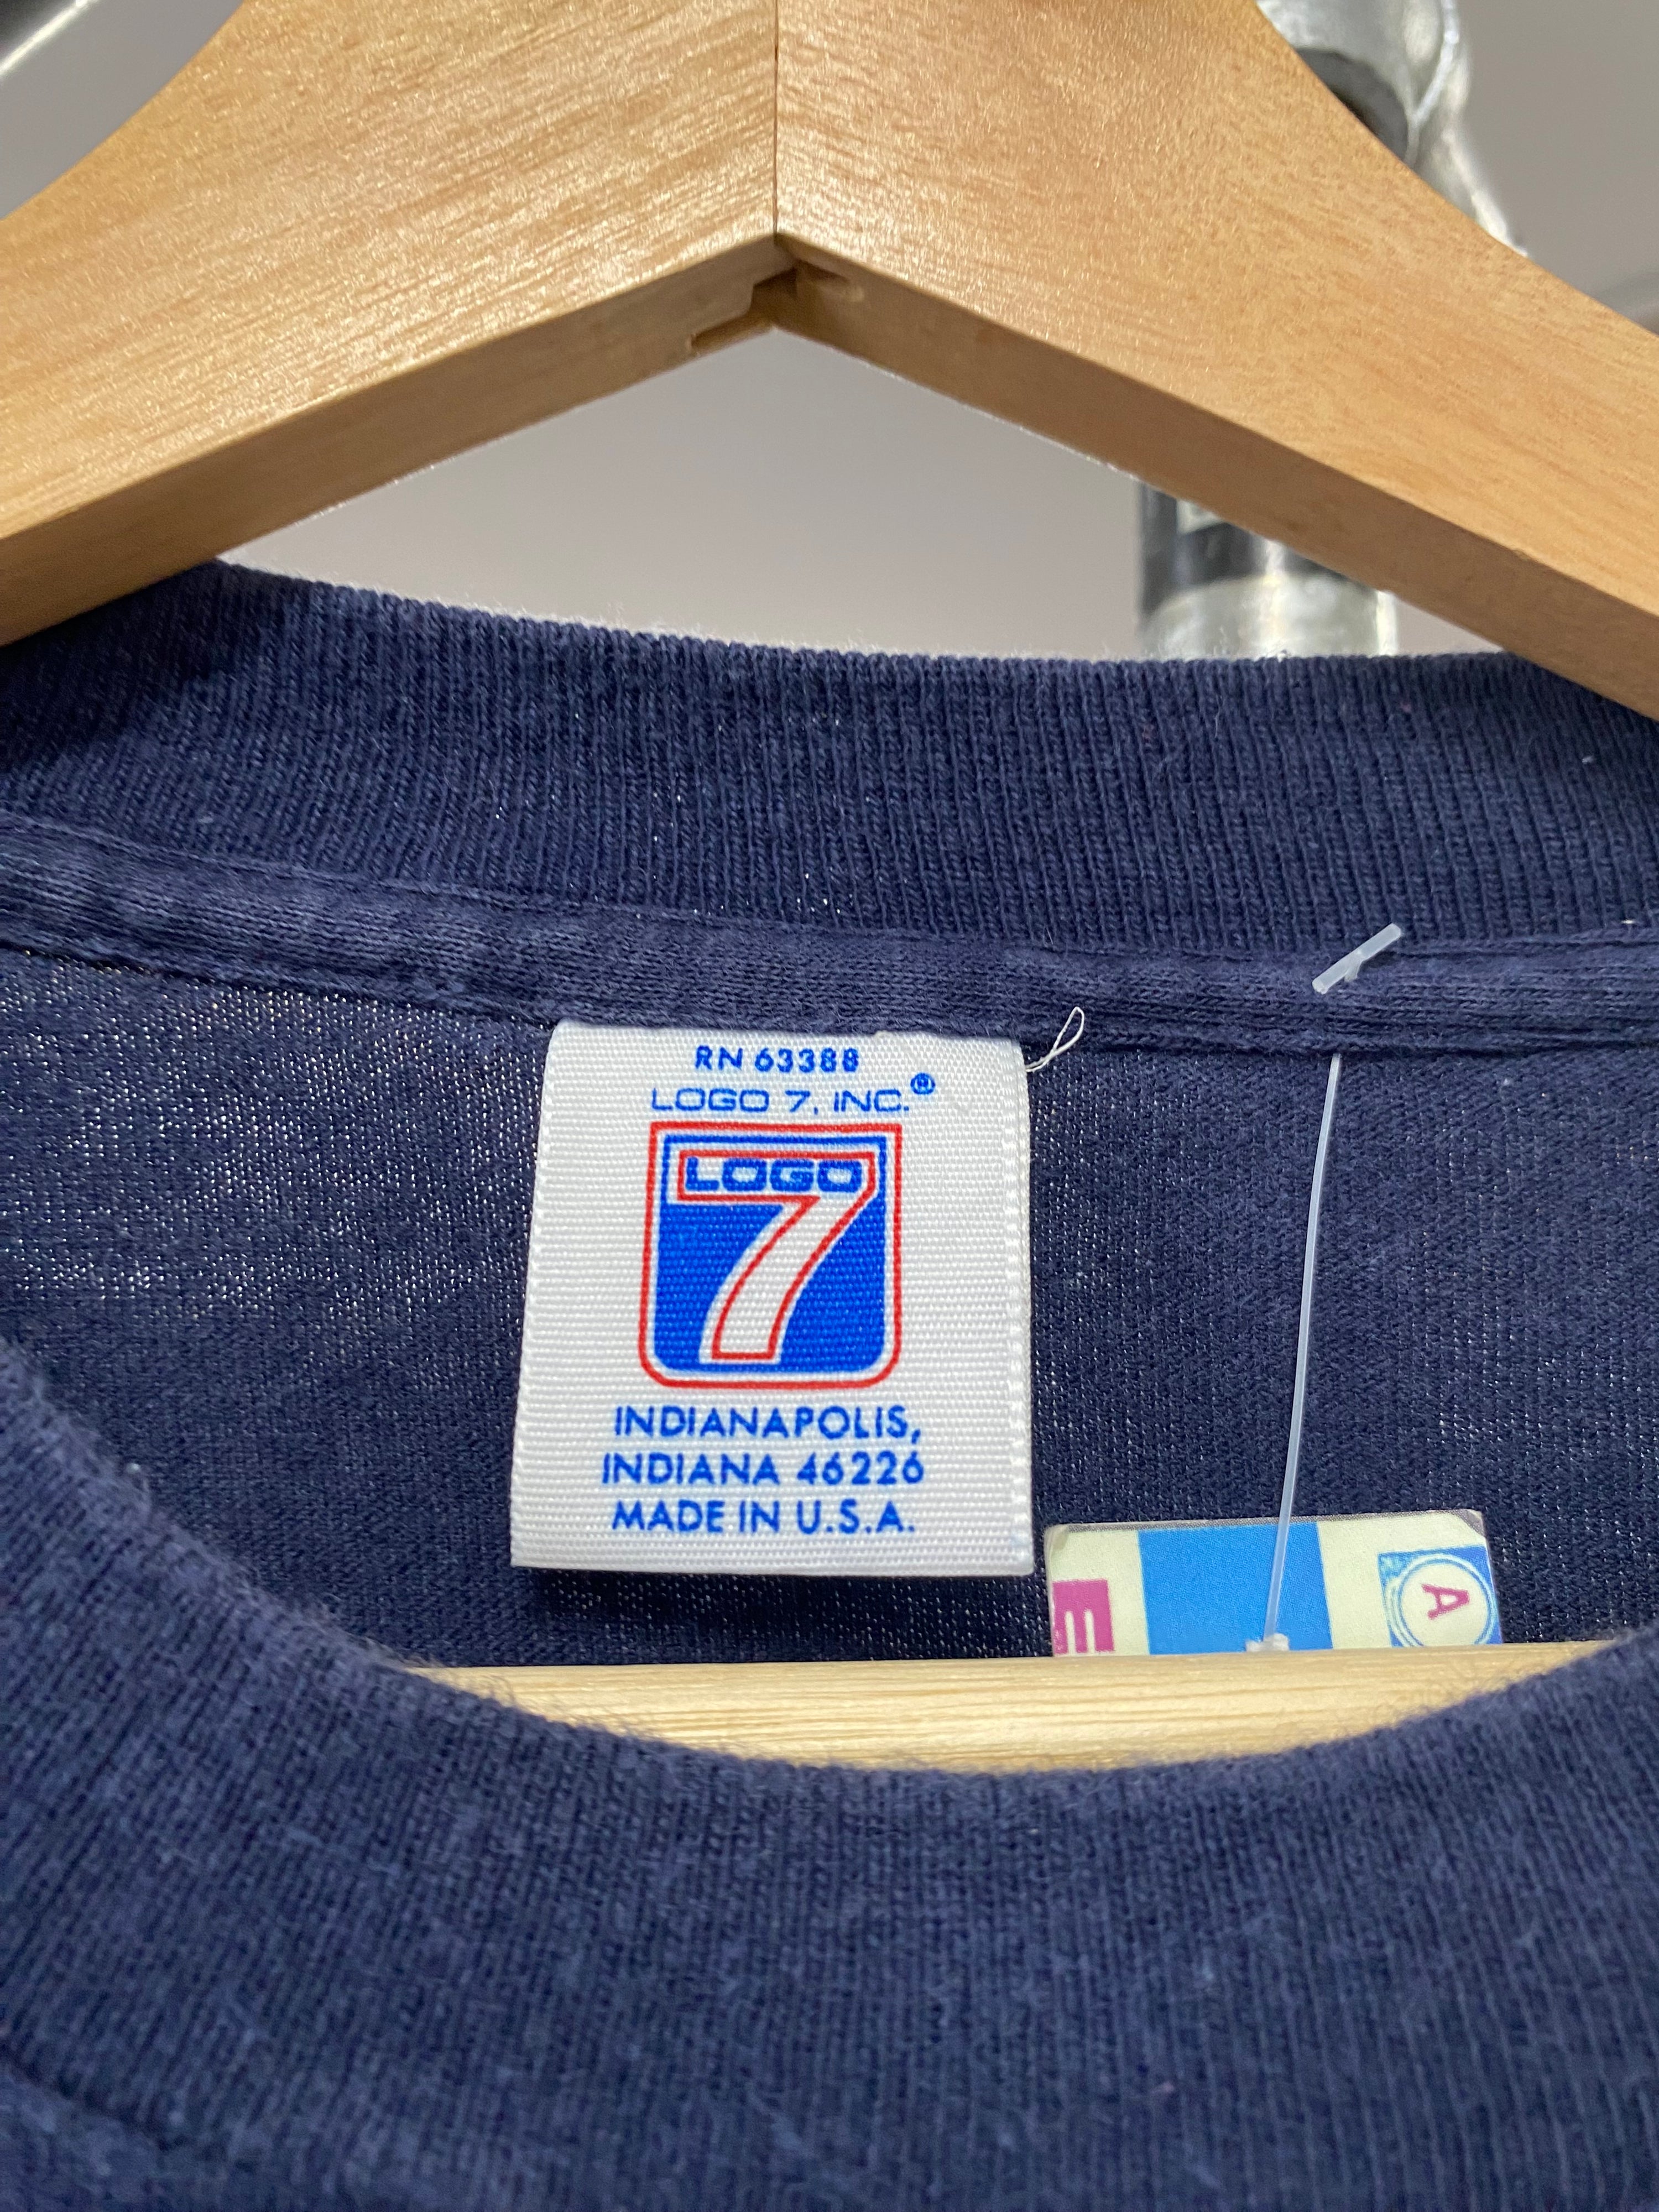 RN 63388
LOGO 7, INC.®
LOGO
7
INDIANAPOLIS,
INDIANA 46226
MADE IN U.S.A.
E
A